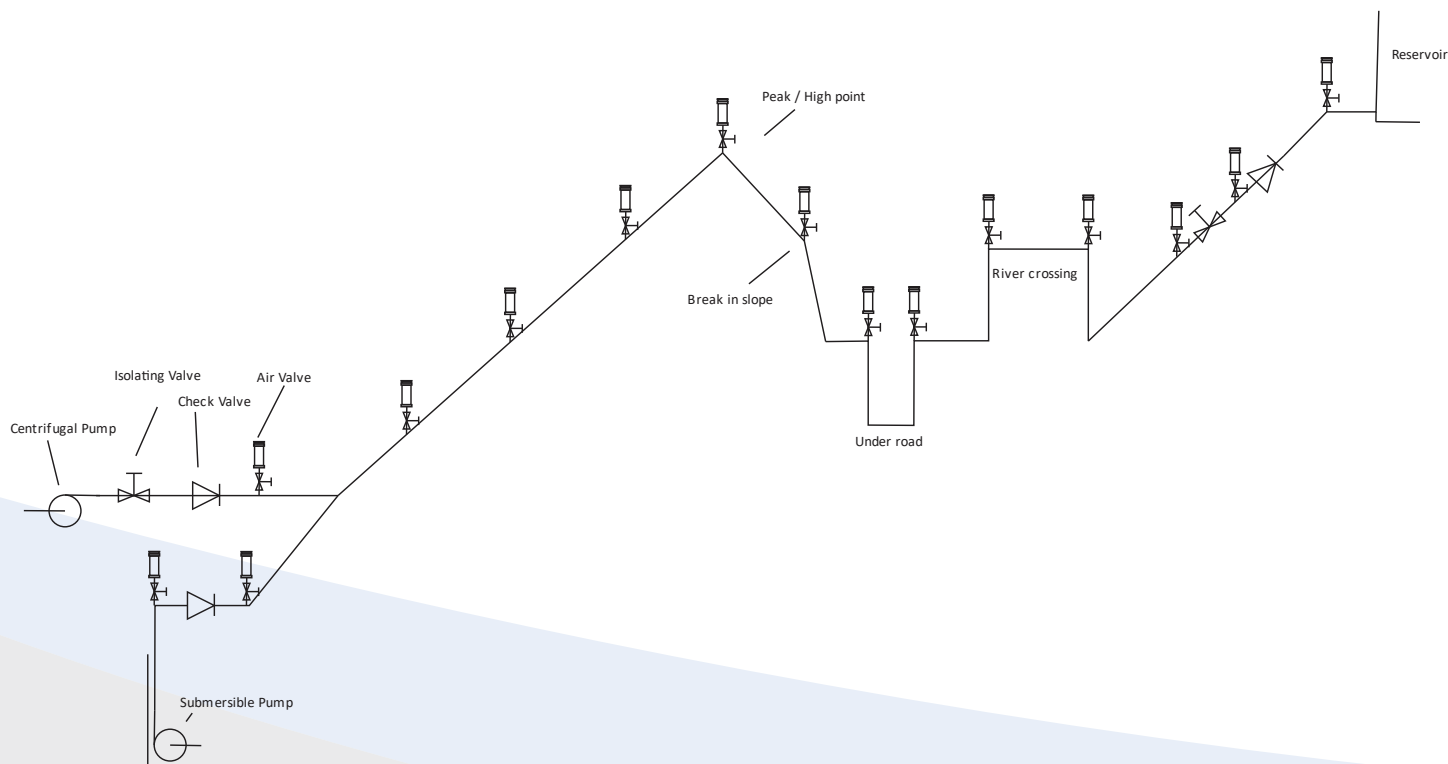 Reservoir
Peak / High point
River crossing
Break in slope
Isolating Valve
Air Valve
Check Valve
Centrifugal Pump
Under road
Submersible Pump